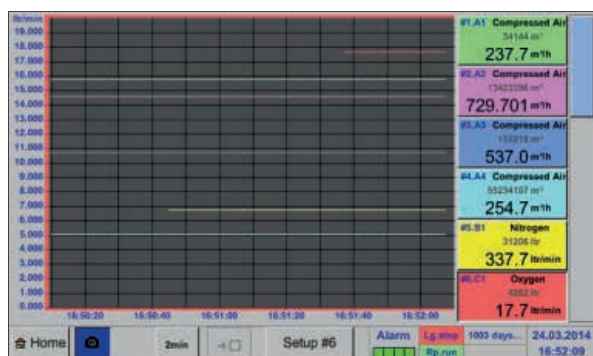 ltr/min
19.000
18.000
17.000
16.000
15.000
14.000
13.000
12.000
11.000
10.000
9.000
8.000
7.000
6.000
5.000
4.000
3.000
2.000
1.000
0.000
16:50:20 16:50:40 16:51:00 16:51:20 16:51:40 16:52:00
#1.A1 Compressed Air
34144 m³
237.7 m³/h
#2.A2 Compressed Air
13423396 m³
729.701 m³/h
#3.A3 Compressed Air
m³
537.0 m³/h
#4.A4 Compressed Air
55234107 m³
254.7 m³/h
#5.B1 Nitrogen
31206 ltr
337.7 ltr/min
#6.C1 Oxygen
ltr
17.7 ltr/min
Home 2min Setup #6 Alarm Lg.stop 1003 days... 24.03.2014
Rp.run 16:52:09